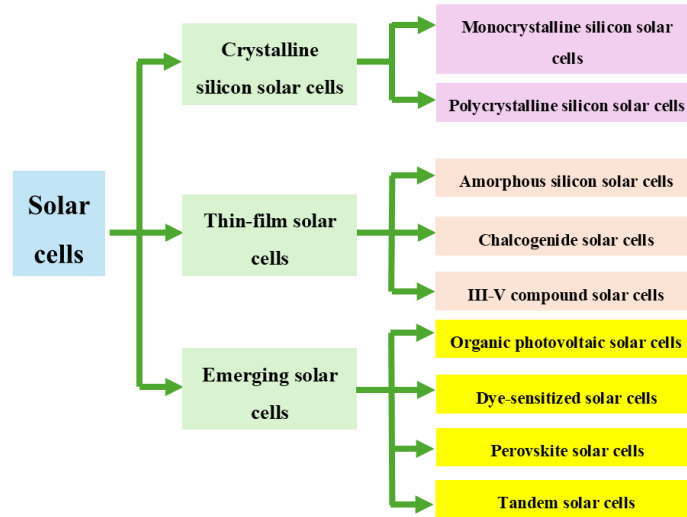 Solar
cells
Crystalline
silicon solar cells
Monocrystalline silicon solar
cells
Polycrystalline silicon solar cells
Thin-film solar
cells
Amorphous silicon solar cells
Chalcogenide solar cells
III-V compound solar cells
Emerging solar
cells
Organic photovoltaic solar cells
Dye-sensitized solar cells
Perovskite solar cells
Tandem solar cells